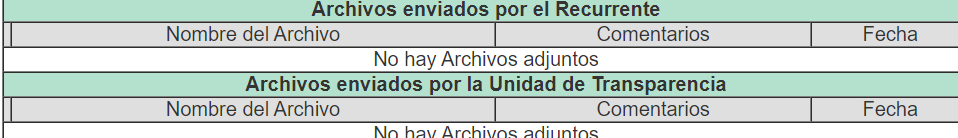 Archivos enviados por el Recurrente
Nombre del Archivo Comentarios Fecha
No hay Archivos adjuntos
Archivos enviados por la Unidad de Transparencia
Nombre del Archivo Comentarios Fecha
No hay Archivos adjuntos